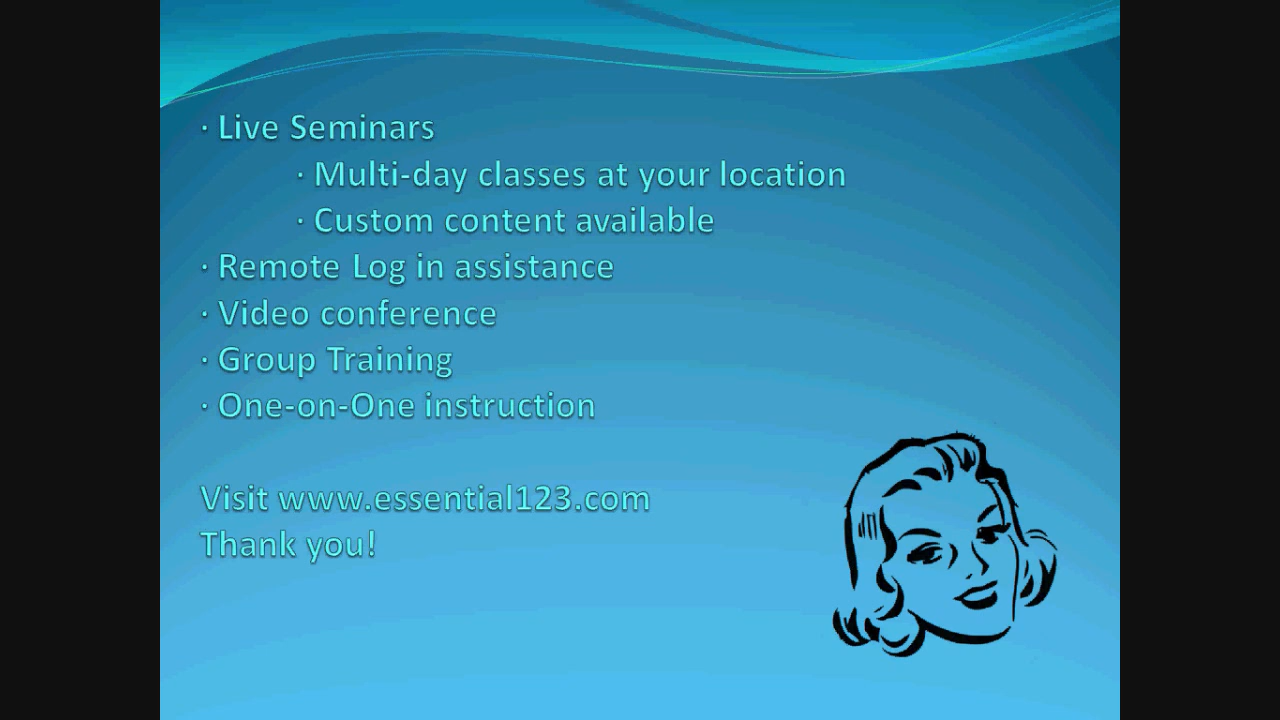 · Live Seminars
· Multi-day classes at your location
· Custom content available
· Remote Log in assistance
· Video conference
· Group Training
· One-on-One instruction
Visit www.essential123.com
Thank you!